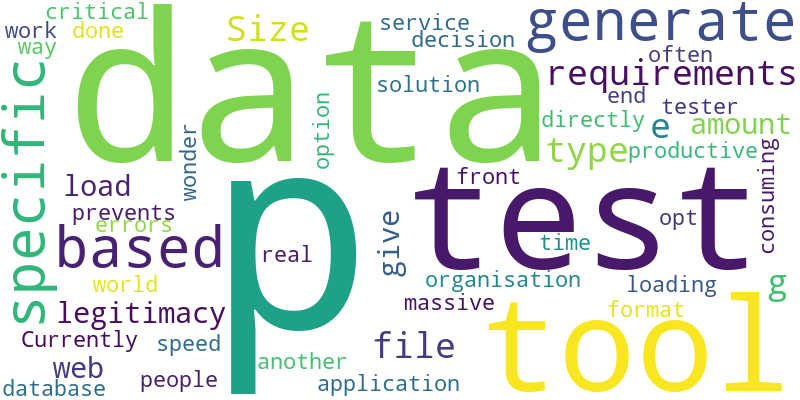 critical
work done
way
Size
service
decision
generate
often
requirements
data
solution
end
tester
option
specific
wonder
directly
e
amount
type
productive
load
prevents
errors
based
p
real
give
front
test
opt
consuming
time
world
legitimacy
organisation
loading
g
massive
Currently
speed
file
tool
format
web
another
database
people
application